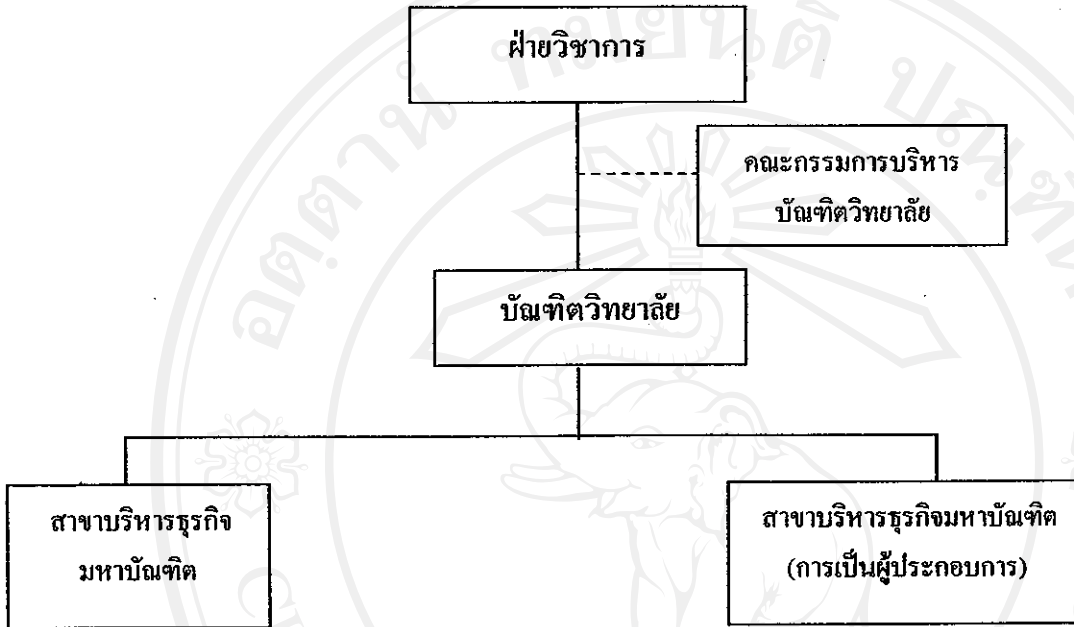 ฝ่ายวิชาการ
คณะกรรมการบริหาร
บัณฑิตวิทยาลัย
บัณฑิตวิทยาลัย
สาขาบริหารธุรกิจ
มหาบัณฑิต
สาขาบริหารธุรกิจมหาบัณฑิต
(การเป็นผู้ประกอบการ)